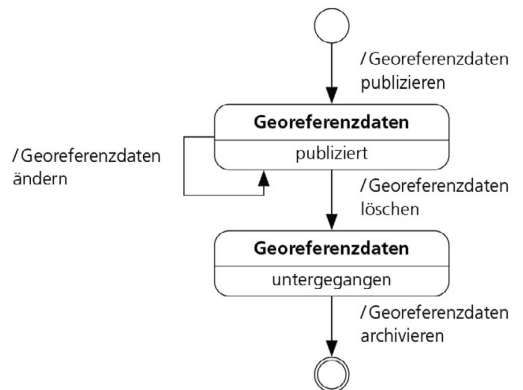 /Georeferenzdaten
publizieren
Georeferenzdaten
publiziert
/Georeferenzdaten
ändern
/Georeferenzdaten
löschen
Georeferenzdaten
untergegangen
/Georeferenzdaten
archivieren